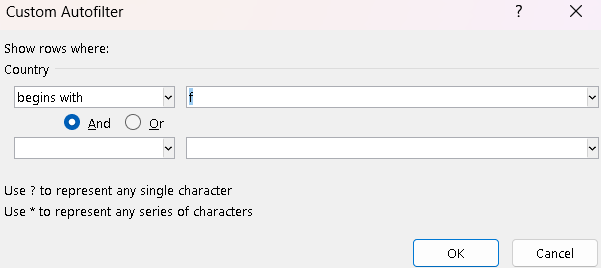 Custom Autofilter ?
Show rows where:
Country
begins with f
And Or
Use ? to represent any single character
Use * to represent any series of characters
OK Cancel